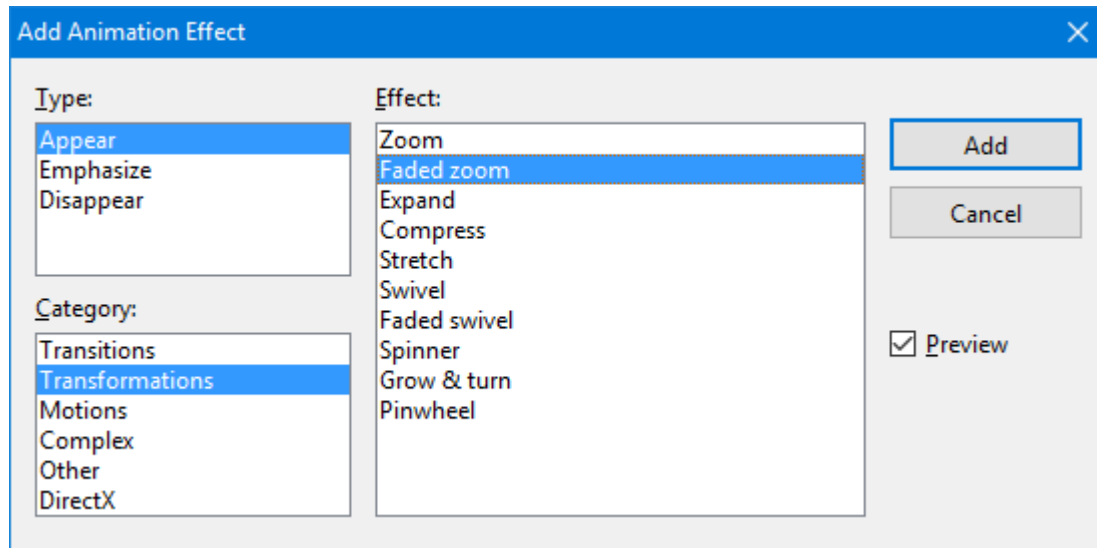 Add Animation Effect
Type:
Appear
Emphasize
Disappear
Category:
Transitions
Transformations
Motions
Complex
Other
DirectX
Effect:
Zoom
Faded zoom
Expand
Compress
Stretch
Swivel
Faded swivel
Spinner
Grow & turn
Pinwheel
Add
Cancel
Preview